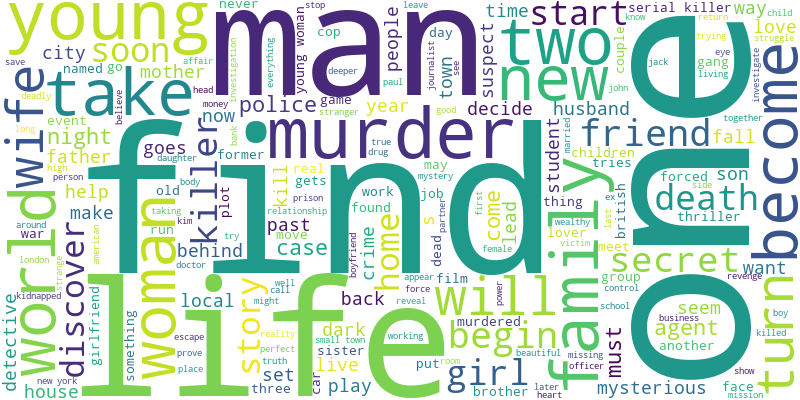 young
man
soon
city
named
go
never
cop
day
people
time
young woman
stop
leave
start
two
new
serial killer
way
child
know
return
trying
love
couple
struggle
suspect
journalist
see
town
deeper
paul
everything
investigation
affair
wife
save
mother
deadly
take
head
money
believe
police
game
stranger
good
year
decide
husband
gang
eye
living
jack
john
investigate
together
become
long
event
night
father
high
person
goes
daughter
now
former
bank
true
drug
murder
student
married
friend
children
tries
fall
world
help
body
old
killer
kill
real
gets
may
mystery
find
one
thing
forced
son
side
death
thriller
make
around
war
london
strange
american
taking
run
kim
plot
prison
relationship
try
past
move
work
found
job
s
partner
come
lead
first
female
family
wealthy
ex
lover
british
last
victim
meet
secret
discover
woman
behind
doctor
case
crime
home
dead
boyfriend
group
control
want
revenge
kidnapped
local
story
well
call
might
back
appear
force
reveal
film
will
power
murdered
school
seem
agent
business
boy
killed
another
turn
detective
girlfriend
something
escape
prove
place
reality
perfect
truth
dark
small town
sister
live
life
working
begin
put
room
brother
girl
beautiful
missing
officer
later
heart
must
mysterious
show
face
mission
new york
house
set
three
car
play